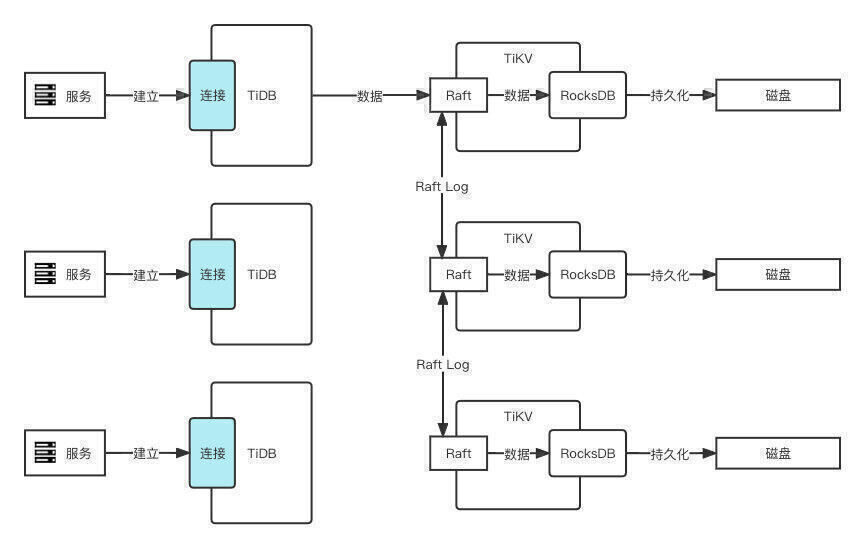 TiKV
服务
建立
连接
TiDB
数据
Raft
数据
RocksDB
持久化
磁盘
Raft Log
TiKV
服务
建立
连接
TiDB
Raft
数据
RocksDB
持久化
磁盘
Raft Log
TiKV
服务
建立
连接
TiDB
Raft
数据
RocksDB
持久化
磁盘